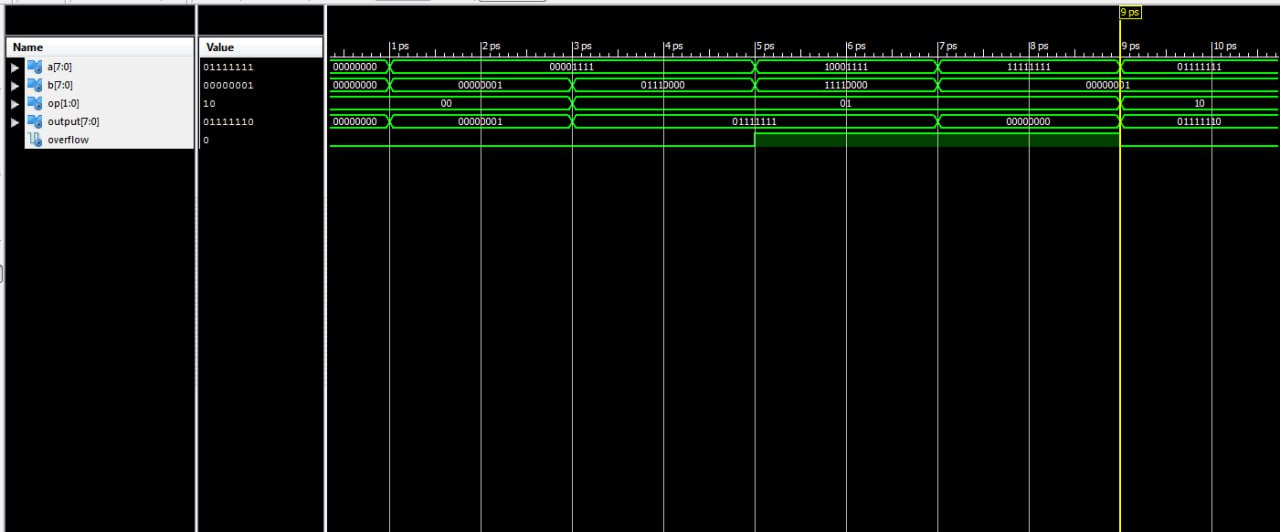 9 ps
Name Value 1 ps 2 ps 3 ps 4 ps 5 ps 6 ps 7 ps 8 ps 9 ps 10 ps
a[7:0] 01111111 00000000 00001111 10001111 11111111 01111111
b[7:0] 00000001 00000000 00000001 01110000 11110000 00000001
op[1:0] 10 00 01 10
output[7:0] 01111110 00000000 00000001 01111111 00000000 01111110
overflow 0